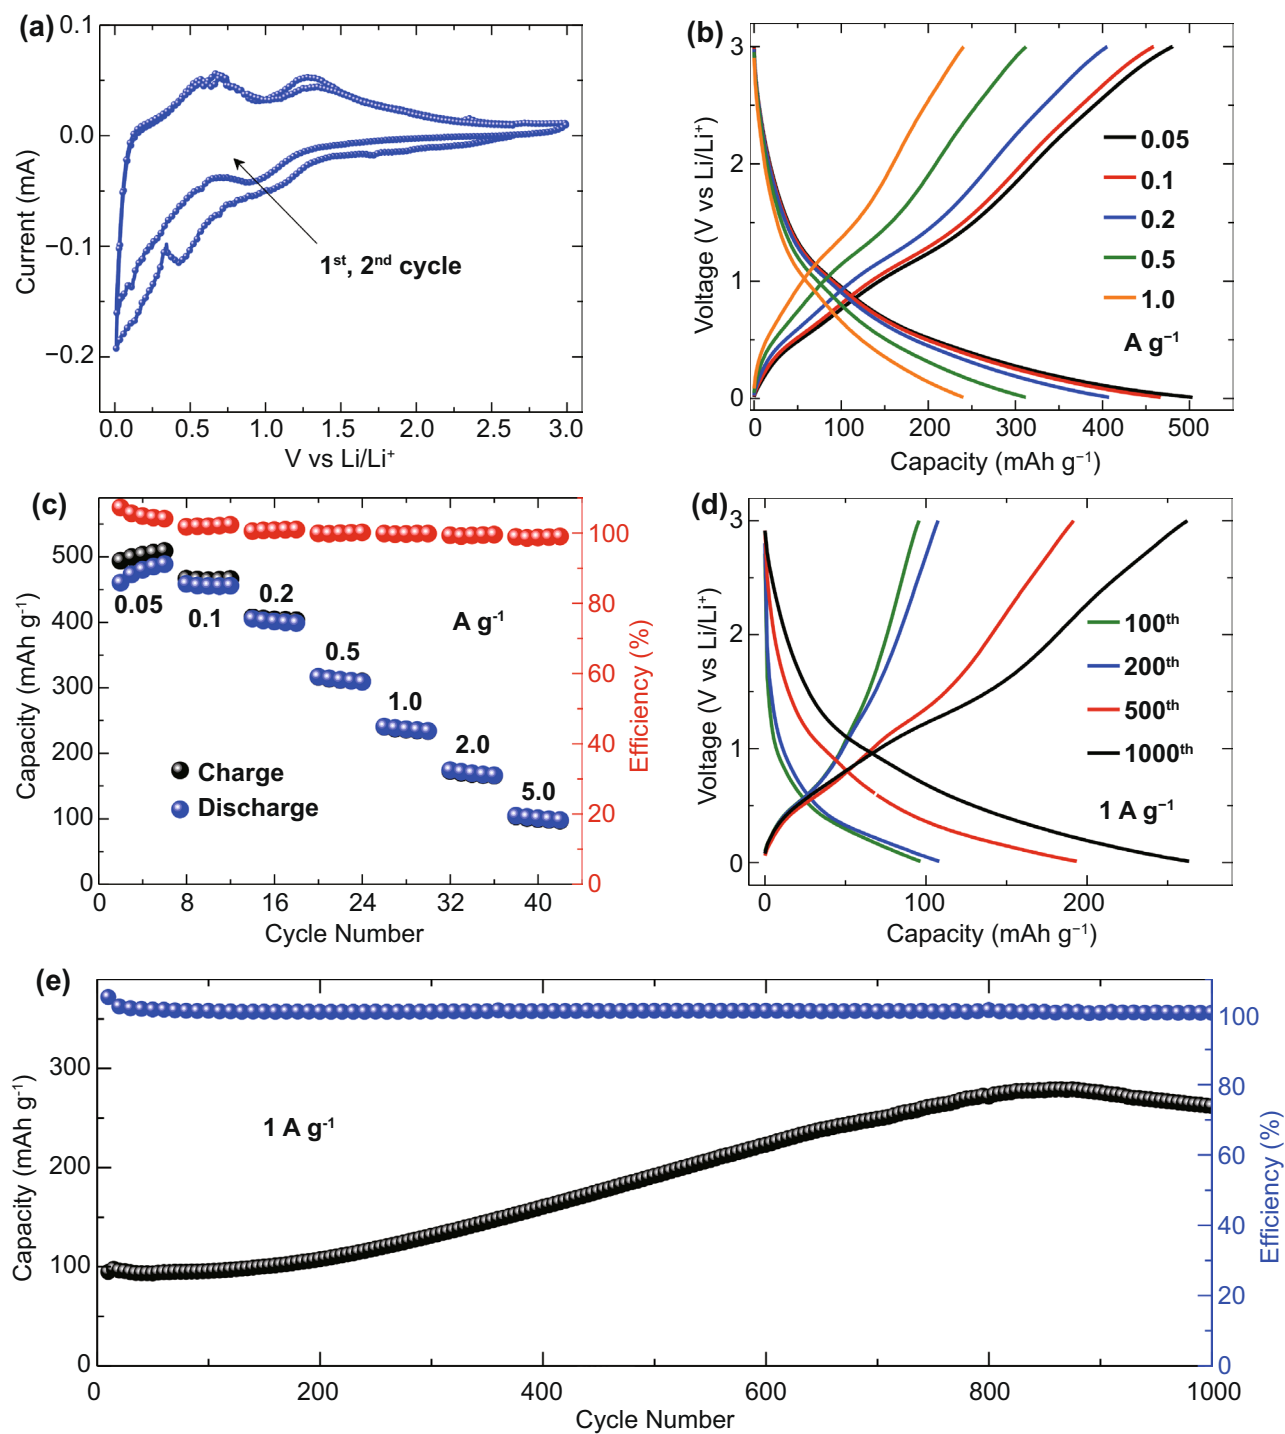 (a)
0.1
0.0
−0.1
−0.2
Current (mA)
1st, 2nd cycle
0.0 0.5 1.0 1.5 2.0 2.5 3.0
V vs Li/Li+
(b)
3
2
1
0
Voltage (V vs Li/Li+)
0.05
0.1
0.2
0.5
1.0
A g−1
0 100 200 300 400 500
Capacity (mAh g−1)
(c)
500
400
300
200
100
0
Capacity (mAh g-1)
0.05
0.1
0.2
0.5
1.0
2.0
5.0
A g-1
Charge
Discharge
100
80
60
40
20
0
Efficiency (%)
0 8 16 24 32 40
Cycle Number
(d)
3
2
1
0
Voltage (V vs Li/Li+)
100th
200th
500th
1000th
1 A g−1
0 100 200
Capacity (mAh g−1)
(e)
300
200
100
0
Capacity (mAh g-1)
1 A g-1
100
80
60
40
20
0
Efficiency (%)
0 200 400 600 800 1000
Cycle Number